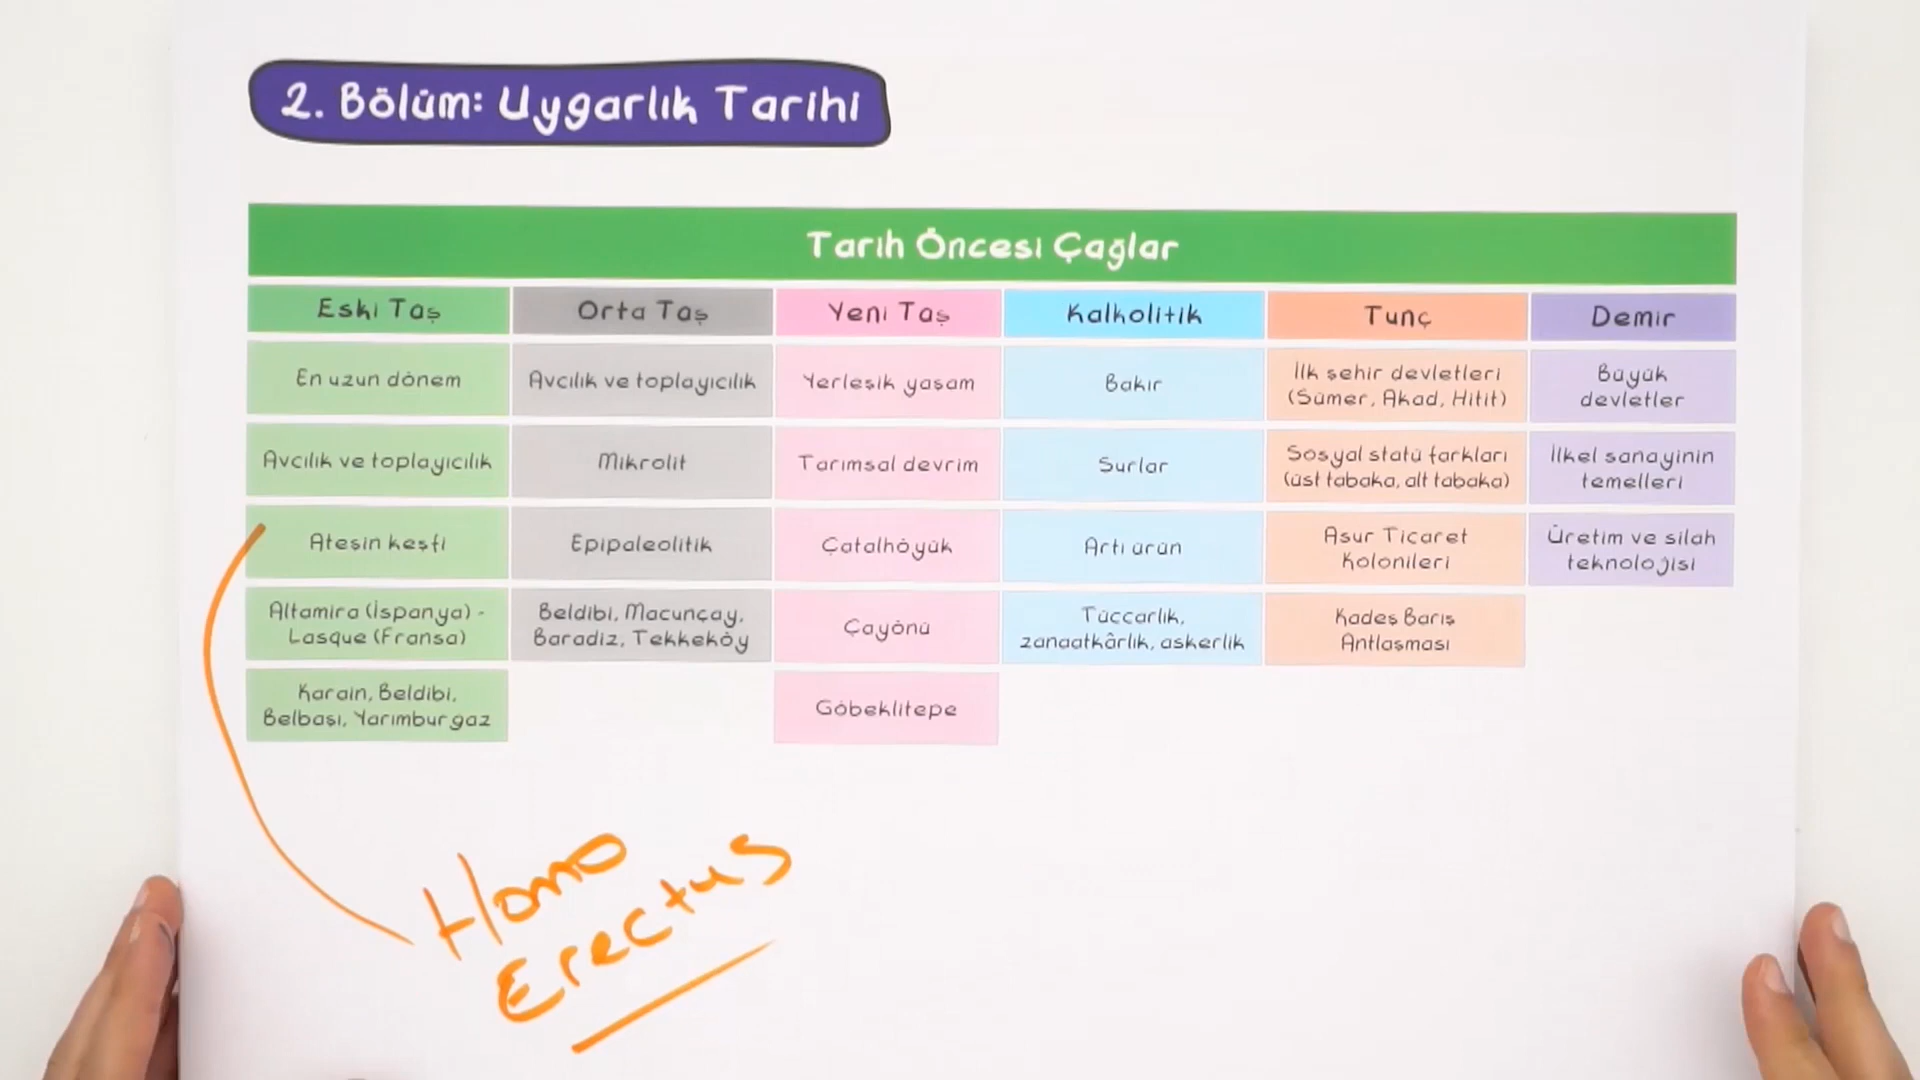 2. Bölüm: Uygarlık Tarihi
Tarih Öncesi Çağlar
Eski Taş
Orta Taş
Yeni Taş
Kalkolitik
Tunç
Demir
En uzun dönem
Avcılık ve toplayıcılık
Yerleşik yaşam
Bakır
İlk şehir devletleri
(Sümer, Akad, Hitit)
Büyük
devletler
Avcılık ve toplayıcılık
Mikrolit
Tarımsal devrim
Surlar
Sosyal statü farkları
(üst tabaka, alt tabaka)
İlkel sanayinin
temelleri
Ateşin keşfi
Epipaleolitik
Çatalhöyük
Artı ürün
Asur Ticaret
Kolonileri
Üretim ve silah
teknolojisi
Altamira (İspanya) -
Lasque (Fransa)
Beldibi, Macunçay,
Baradiz, Tekkeköy
Çayönü
Tüccarlık,
zanaatkârlık, askerlik
Kadeş Barış
Antlaşması
Karain, Beldibi,
Belbaşı, Yarımburgaz
Göbeklitepe
Homo
Erectus